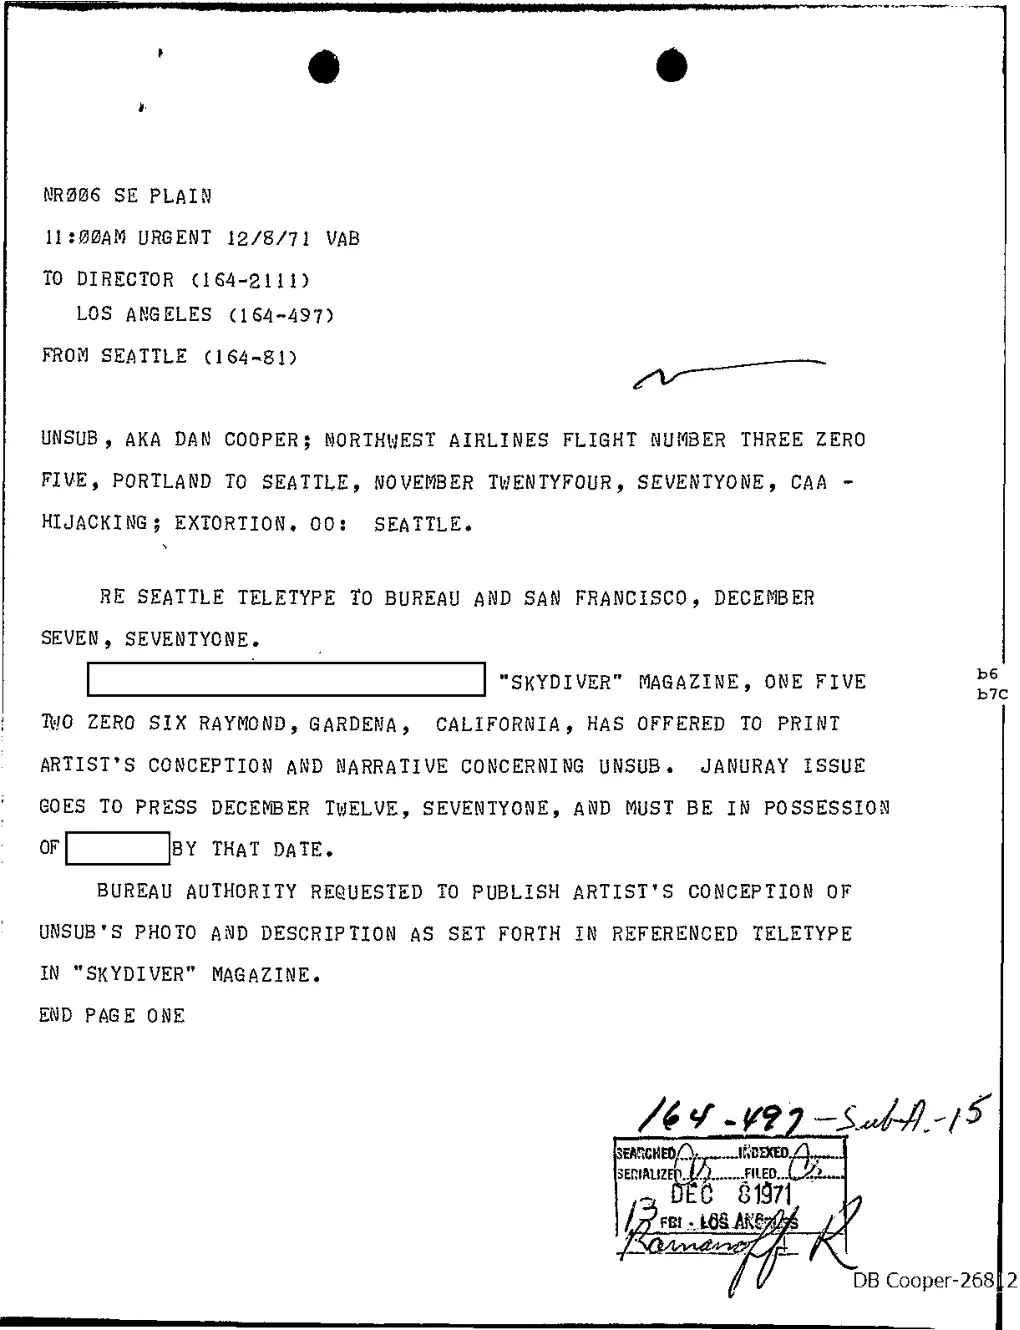 NR006 SE PLAIN
11:00AM URGENT 12/8/71 VAB
TO DIRECTOR (164-2111)
LOS ANGELES (164-497)
FROM SEATTLE (164-81)
UNSUB, AKA DAN COOPER; NORTHWEST AIRLINES FLIGHT NUMBER THREE ZERO
FIVE, PORTLAND TO SEATTLE, NOVEMBER TWENTYFOUR, SEVENTYONE, CAA -
HIJACKING; EXTORTION. OO: SEATTLE.
RE SEATTLE TELETYPE TO BUREAU AND SAN FRANCISCO, DECEMBER
SEVEN, SEVENTYONE.
"SKYDIVER" MAGAZINE, ONE FIVE
b6
b7C
TWO ZERO SIX RAYMOND, GARDENA, CALIFORNIA, HAS OFFERED TO PRINT
ARTIST'S CONCEPTION AND NARRATIVE CONCERNING UNSUB. JANURAY ISSUE
GOES TO PRESS DECEMBER TWELVE, SEVENTYONE, AND MUST BE IN POSSESSION
OF BY THAT DATE.
BUREAU AUTHORITY REQUESTED TO PUBLISH ARTIST'S CONCEPTION OF
UNSUB'S PHOTO AND DESCRIPTION AS SET FORTH IN REFERENCED TELETYPE
IN "SKYDIVER" MAGAZINE.
END PAGE ONE
164-497-SubA-15
SEARCHED INDEXED
SERIALIZED FILED
DEC 8 1971
FBI - LOS ANGELES
DB Cooper-26812